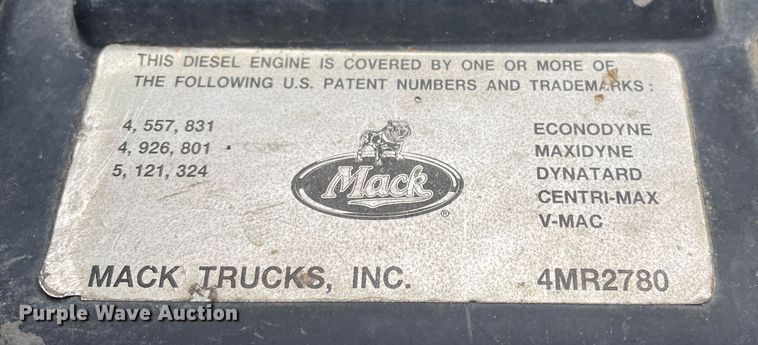 THIS DIESEL ENGINE IS COVERED BY ONE OR MORE OF
THE FOLLOWING U.S. PATENT NUMBERS AND TRADEMARKS :
4, 557, 831
4, 926, 801
5, 121, 324
Mack
®
ECONODYNE
MAXIDYNE
DYNATARD
CENTRI-MAX
V-MAC
MACK TRUCKS, INC.
4MR2780
Purple Wave Auction